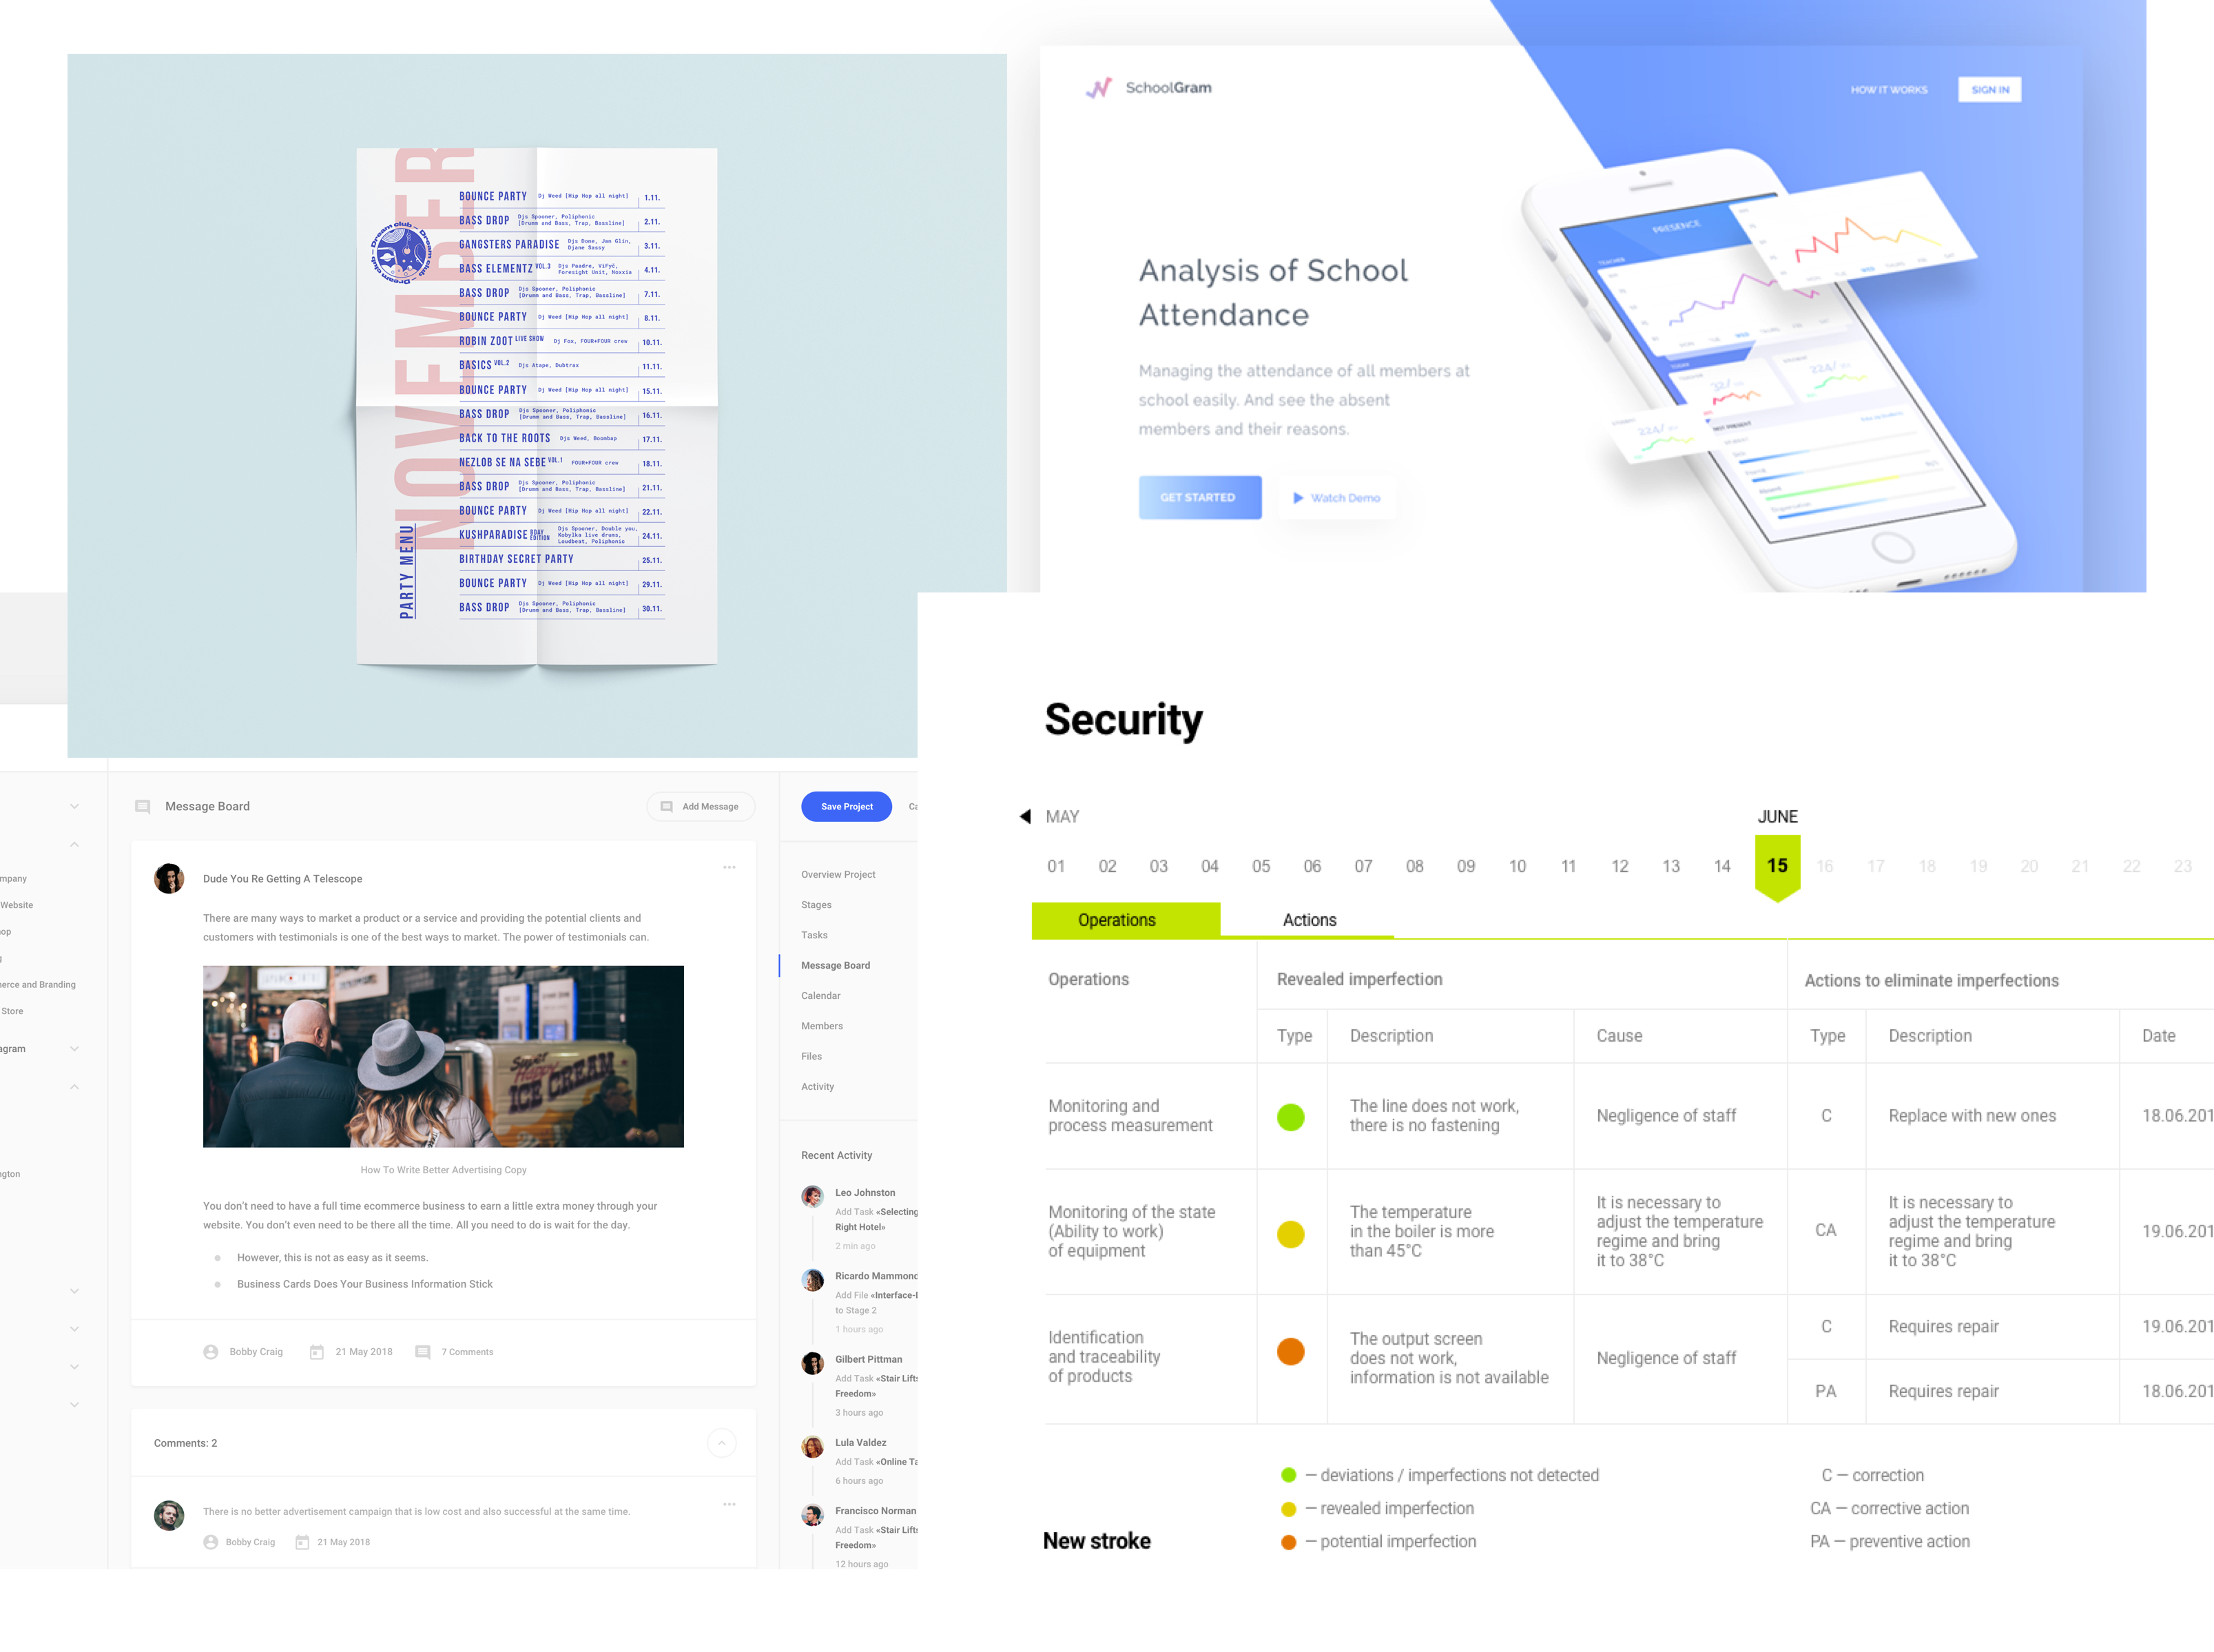 NOVEMBER
PARTY MENU
Dream club – Dream club – Dream club –
BOUNCE PARTY Dj Weed [Hip Hop all night] 1.11.
BASS DROP Djs Spooner, Poliphonic
[Drumm and Bass, Trap, Bassline] 2.11.
GANGSTERS PARADISE Djs Done, Jan Glin,
Djane Sassy 3.11.
BASS ELEMENTZ VOL.3 Djs Paadre, ViFyč,
Foresight Unit, Noxxia 4.11.
BASS DROP Djs Spooner, Poliphonic
[Drumm and Bass, Trap, Bassline] 7.11.
BOUNCE PARTY Dj Weed [Hip Hop all night] 8.11.
ROBIN ZOOT LIVE SHOW Dj Fox, FOUR+FOUR crew 10.11.
BASICS VOL.2 Djs Atape, Dubtrax 11.11.
BOUNCE PARTY Dj Weed [Hip Hop all night] 15.11.
BASS DROP Djs Spooner, Poliphonic
[Drumm and Bass, Trap, Bassline] 16.11.
BACK TO THE ROOTS Djs Weed, Boombap 17.11.
NEZLOB SE NA SEBE VOL.1 FOUR+FOUR crew 18.11.
BASS DROP Djs Spooner, Poliphonic
[Drumm and Bass, Trap, Bassline] 21.11.
BOUNCE PARTY Dj Weed [Hip Hop all night] 22.11.
KUSHPARADISE BDAY EDITION Djs Spooner, Double you,
Kobylka live drums,
Loudbeat, Poliphonic 24.11.
BIRTHDAY SECRET PARTY 25.11.
BOUNCE PARTY Dj Weed [Hip Hop all night] 29.11.
BASS DROP Djs Spooner, Poliphonic
[Drumm and Bass, Trap, Bassline] 30.11.
SchoolGram
HOW IT WORKS SIGN IN
Analysis of School
Attendance
Managing the attendance of all members at
school easily. And see the absent
members and their reasons.
GET STARTED Watch Demo
PRESENCE
TEACHER
TODAY
NOT PRESENT
mpany
Website
op
g
erce and Branding
Store
agram
ngton
Message Board Add Message
Dude You Re Getting A Telescope
There are many ways to market a product or a service and providing the potential clients and
customers with testimonials is one of the best ways to market. The power of testimonials can.
ICE CREAM
How To Write Better Advertising Copy
You don't need to have a full time ecommerce business to earn a little extra money through your
website. You don't even need to be there all the time. All you need to do is wait for the day.
However, this is not as easy as it seems.
Business Cards Does Your Business Information Stick
Bobby Craig 21 May 2018 7 Comments
Comments: 2
There is no better advertisement campaign that is low cost and also successful at the same time.
Bobby Craig 21 May 2018
Save Project Ca
Overview Project
Stages
Tasks
Message Board
Calendar
Members
Files
Activity
Recent Activity
Leo Johnston
Add Task «Selecting
Right Hotel»
2 min ago
Ricardo Mammond
Add File «Interface-
to Stage 2
1 hours ago
Gilbert Pittman
Add Task «Stair Lifts
Freedom»
3 hours ago
Lula Valdez
Add Task «Online Ta
6 hours ago
Francisco Norman
Add Task «Stair Lifts
Freedom»
12 hours ago
Security
MAY JUNE
01 02 03 04 05 06 07 08 09 10 11 12 13 14 15 16 17 18 19 20 21 22 23
Operations Actions
Operations Revealed imperfection Actions to eliminate imperfections
Type Description Cause Type Description Date
Monitoring and
process measurement
The line does not work,
there is no fastening
Negligence of staff
C
Replace with new ones
18.06.201
Monitoring of the state
(Ability to work)
of equipment
The temperature
in the boiler is more
than 45°C
It is necessary to
adjust the temperature
regime and bring
it to 38°C
CA
It is necessary to
adjust the temperature
regime and bring
it to 38°C
19.06.201
Identification
and traceability
of products
The output screen
does not work,
information is not available
Negligence of staff
C Requires repair 19.06.201
PA Requires repair 18.06.201
– deviations / imperfections not detected C – correction
– revealed imperfection CA – corrective action
– potential imperfection PA – preventive action
New stroke